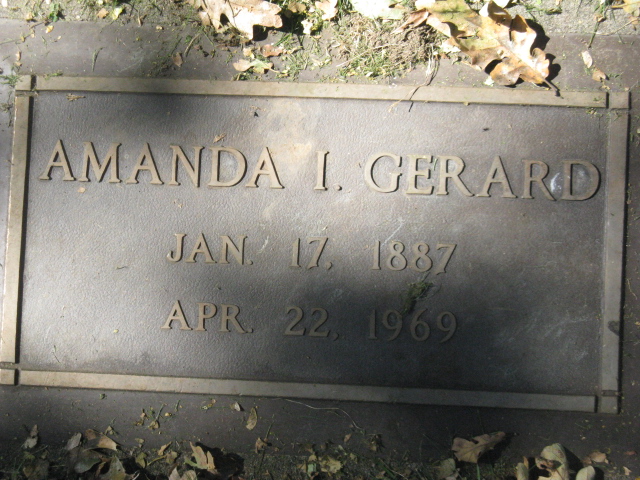 AMANDA I. GERARD
JAN. 17, 1887
APR. 22, 1969